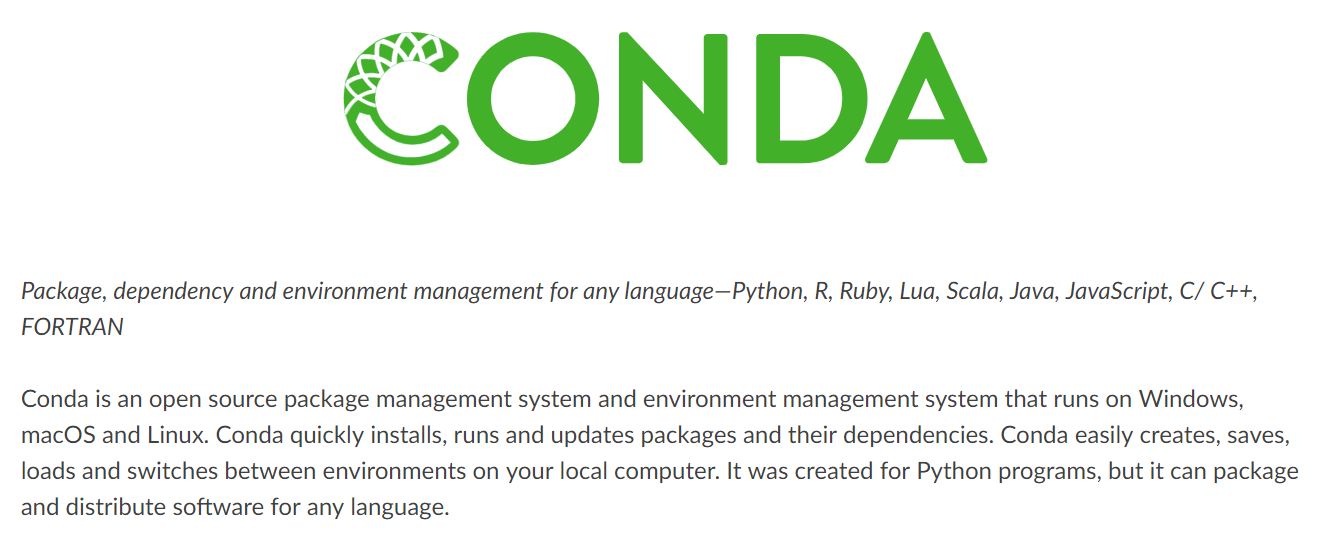 CONDA
Package, dependency and environment management for any language—Python, R, Ruby, Lua, Scala, Java, JavaScript, C/ C++,
FORTRAN
Conda is an open source package management system and environment management system that runs on Windows,
macOS and Linux. Conda quickly installs, runs and updates packages and their dependencies. Conda easily creates, saves,
loads and switches between environments on your local computer. It was created for Python programs, but it can package
and distribute software for any language.